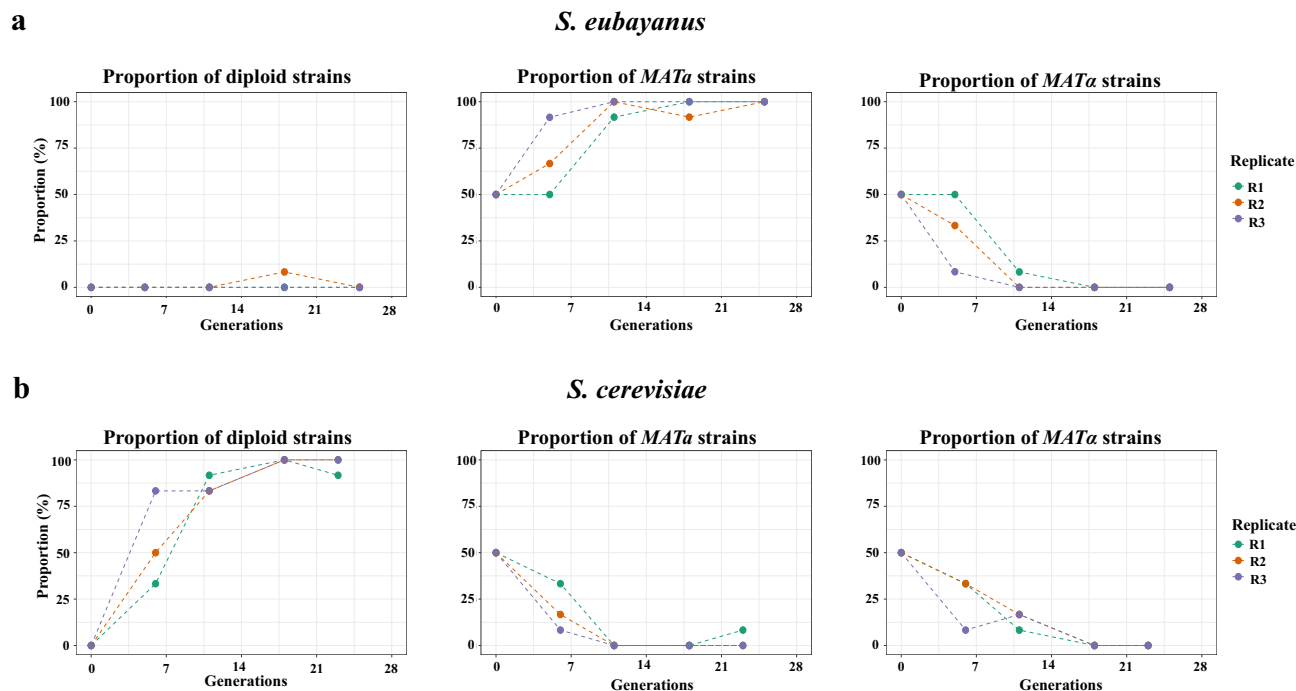 a
S. eubayanus
Proportion of diploid strains
Proportion of MATa strains
Proportion of MATα strains
Proportion (%)
100
75
50
25
0
0 7 14 21 28
Generations
100
75
50
25
0
0 7 14 21 28
Generations
100
75
50
25
0
0 7 14 21 28
Generations
Replicate
R1
R2
R3
b
S. cerevisiae
Proportion of diploid strains
Proportion of MATa strains
Proportion of MATα strains
Proportion (%)
100
75
50
25
0
0 7 14 21 28
Generations
100
75
50
25
0
0 7 14 21 28
Generations
100
75
50
25
0
0 7 14 21 28
Generations
Replicate
R1
R2
R3